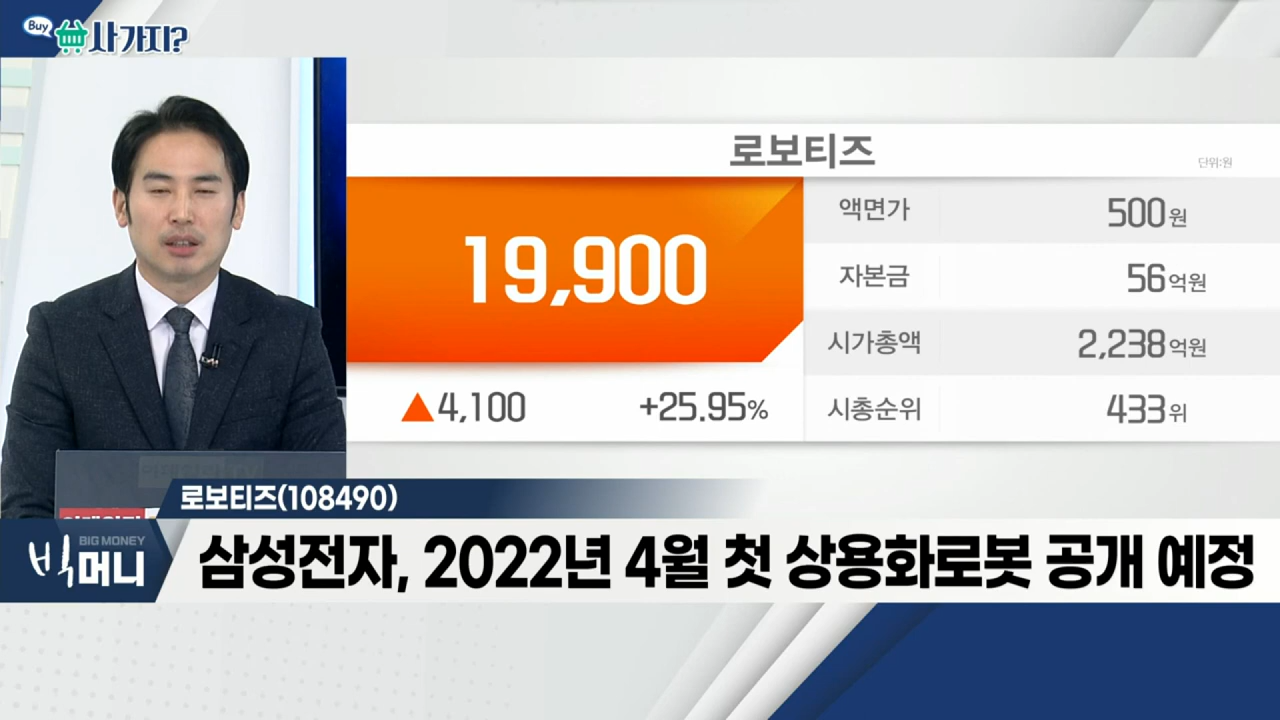 Buy
사가지?
로보티즈
단위:원
19,900
▲4,100 +25.95%
액면가 500원
자본금 56억원
시가총액 2,238억원
시총순위 433위
로보티즈(108490)
BIG MONEY
빅머니
삼성전자, 2022년 4월 첫 상용화로봇 공개 예정